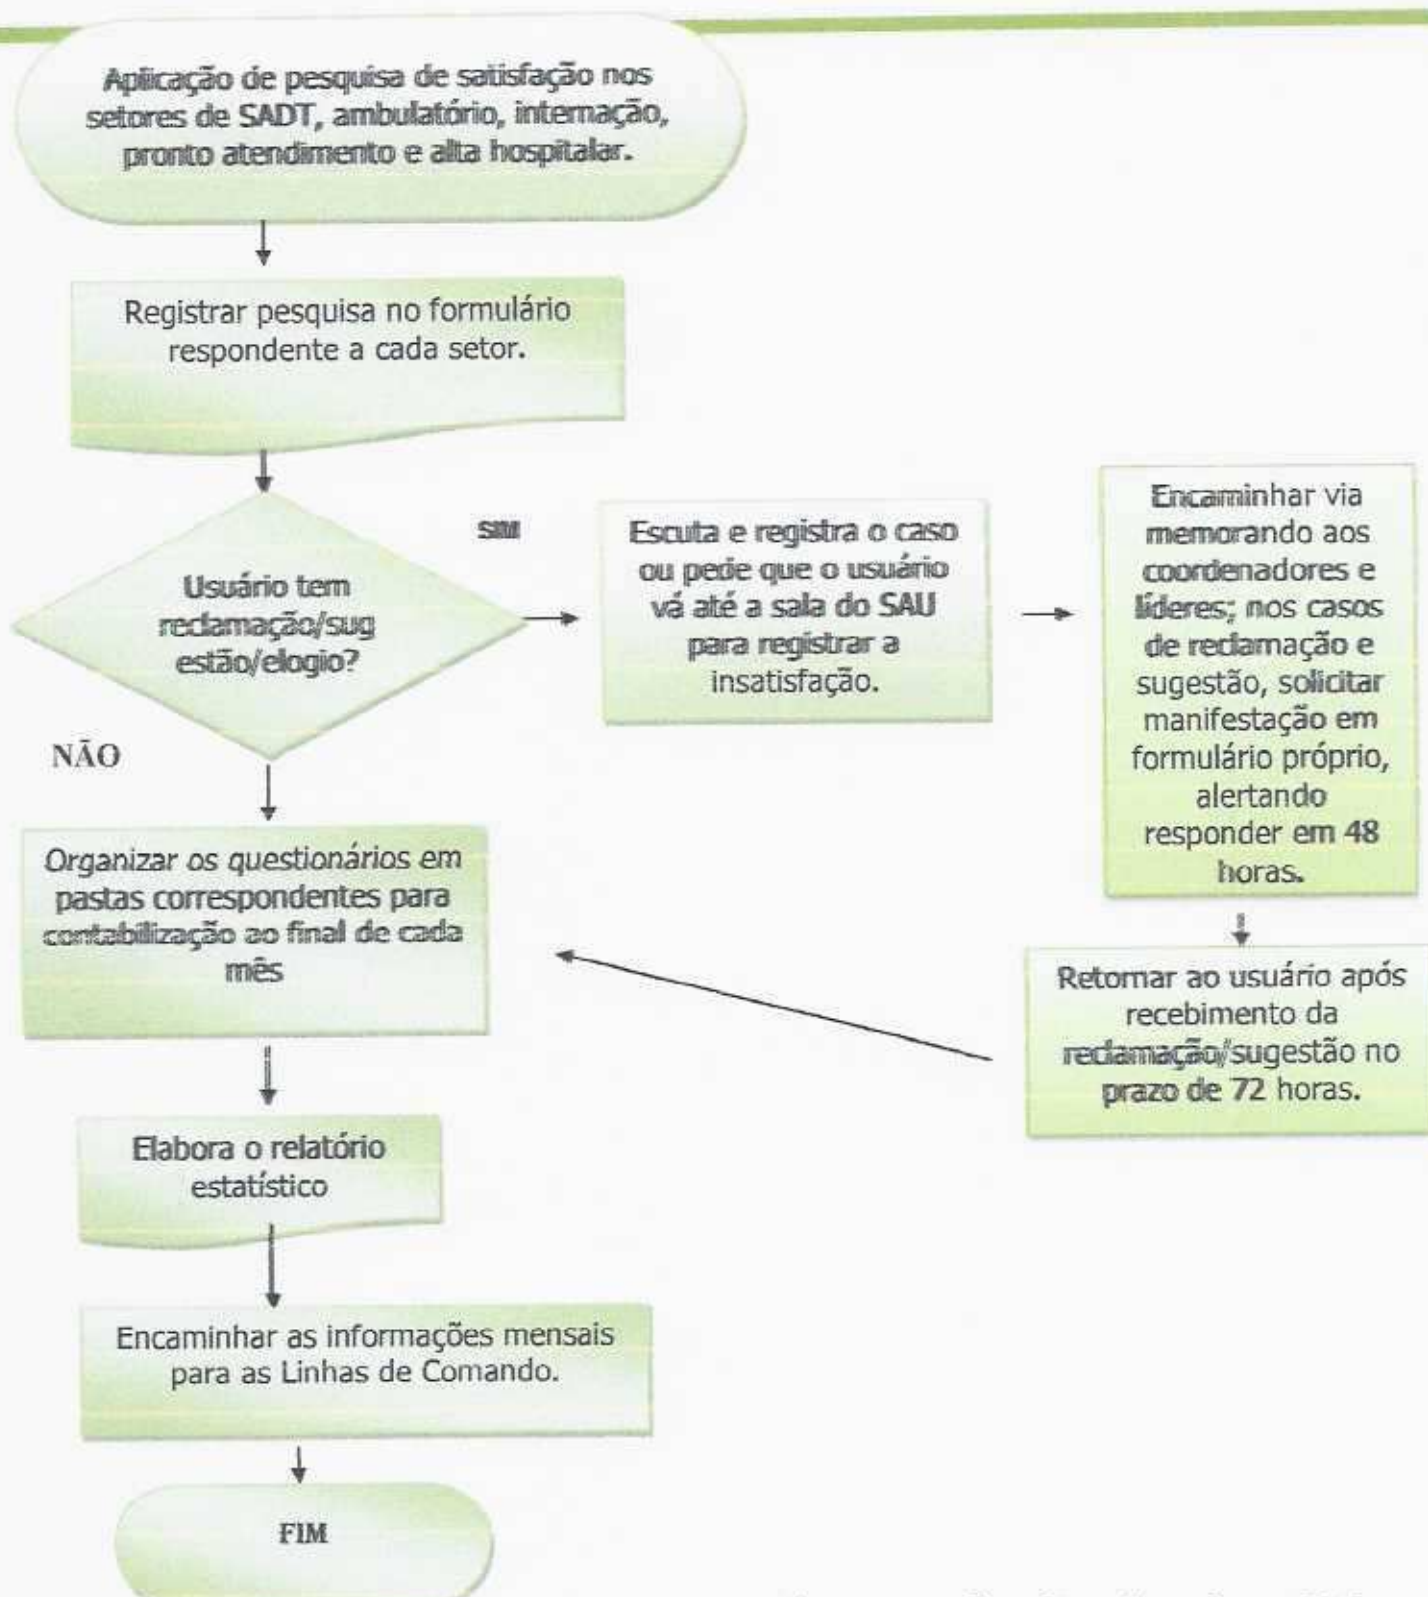 Aplicação de pesquisa de satisfação nos
setores de SADT, ambulatório, internação,
pronto atendimento e alta hospitalar.
Registrar pesquisa no formulário
respondente a cada setor.
Usuário tem
reclamação/sug
estão/elogio?
SIM
Escuta e registra o caso
ou pede que o usuário
vá até a sala do SAU
para registrar a
insatisfação.
Encaminhar via
memorando aos
coordenadores e
líderes; nos casos
de reclamação e
sugestão, solicitar
manifestação em
formulário próprio,
alertando
responder em 48
horas.
Retornar ao usuário após
recebimento da
reclamação/sugestão no
prazo de 72 horas.
NÃO
Organizar os questionários em
pastas correspondentes para
contabilização ao final de cada
mês
Elabora o relatório
estatístico
Encaminhar as informações mensais
para as Linhas de Comando.
FIM